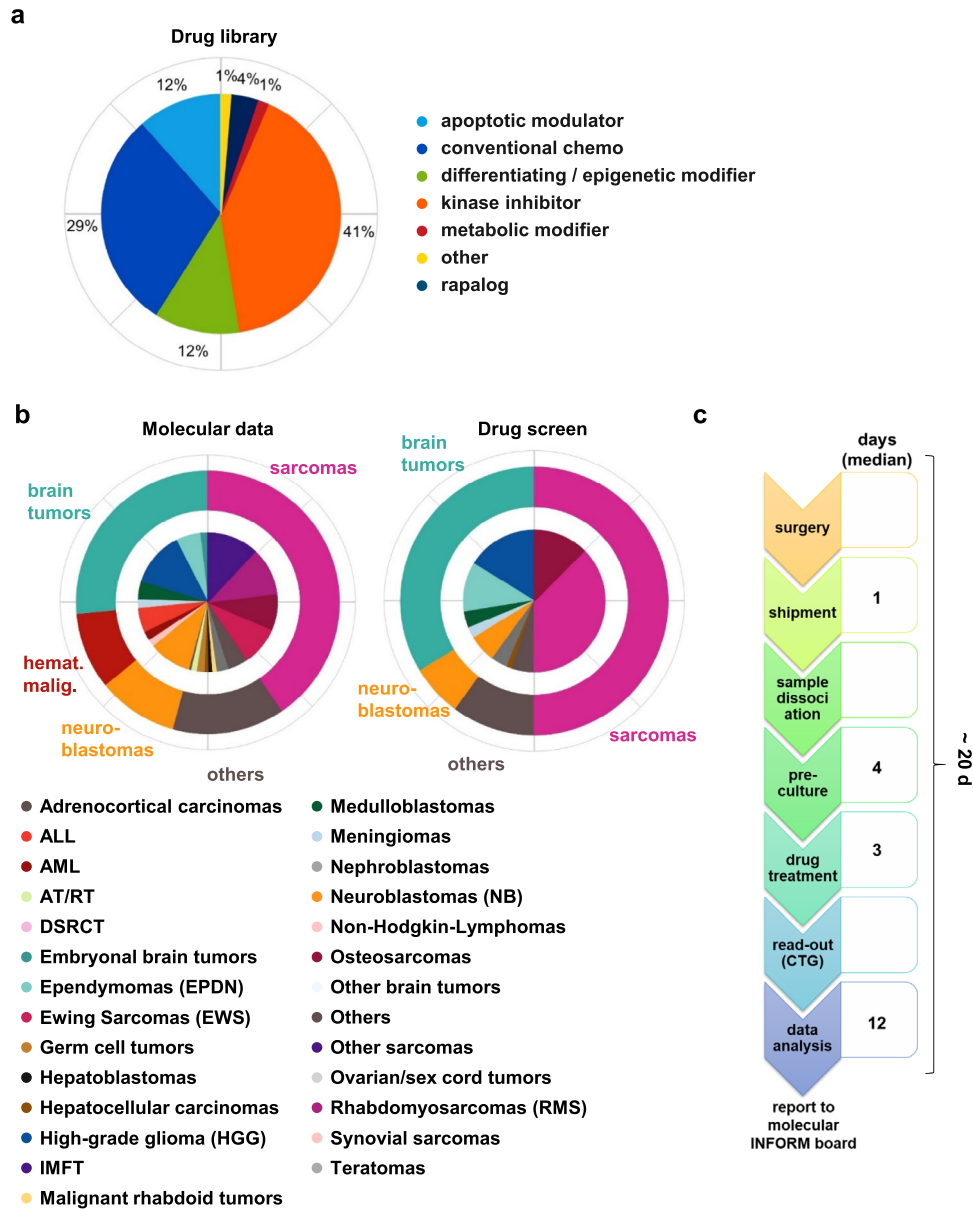 a
Drug library
12%
1%
4%
1%
29%
41%
12%
apoptotic modulator
conventional chemo
differentiating / epigenetic modifier
kinase inhibitor
metabolic modifier
other
rapalog
b
Molecular data
sarcomas
brain
tumors
hemat.
malig.
neuro-
blastomas
others
Drug screen
brain
tumors
neuro-
blastomas
sarcomas
others
Adrenocortical carcinomas
ALL
AML
AT/RT
DSRCT
Embryonal brain tumors
Ependymomas (EPDN)
Ewing Sarcomas (EWS)
Germ cell tumors
Hepatoblastomas
Hepatocellular carcinomas
High-grade glioma (HGG)
IMFT
Malignant rhabdoid tumors
Medulloblastomas
Meningiomas
Nephroblastomas
Neuroblastomas (NB)
Non-Hodgkin-Lymphomas
Osteosarcomas
Other brain tumors
Others
Other sarcomas
Ovarian/sex cord tumors
Rhabdomyosarcomas (RMS)
Synovial sarcomas
Teratomas
c
days
(median)
surgery
shipment
1
sample
dissoci
ation
pre-
culture
4
drug
treatment
3
read-out
(CTG)
data
analysis
12
~ 20 d
report to
molecular
INFORM board